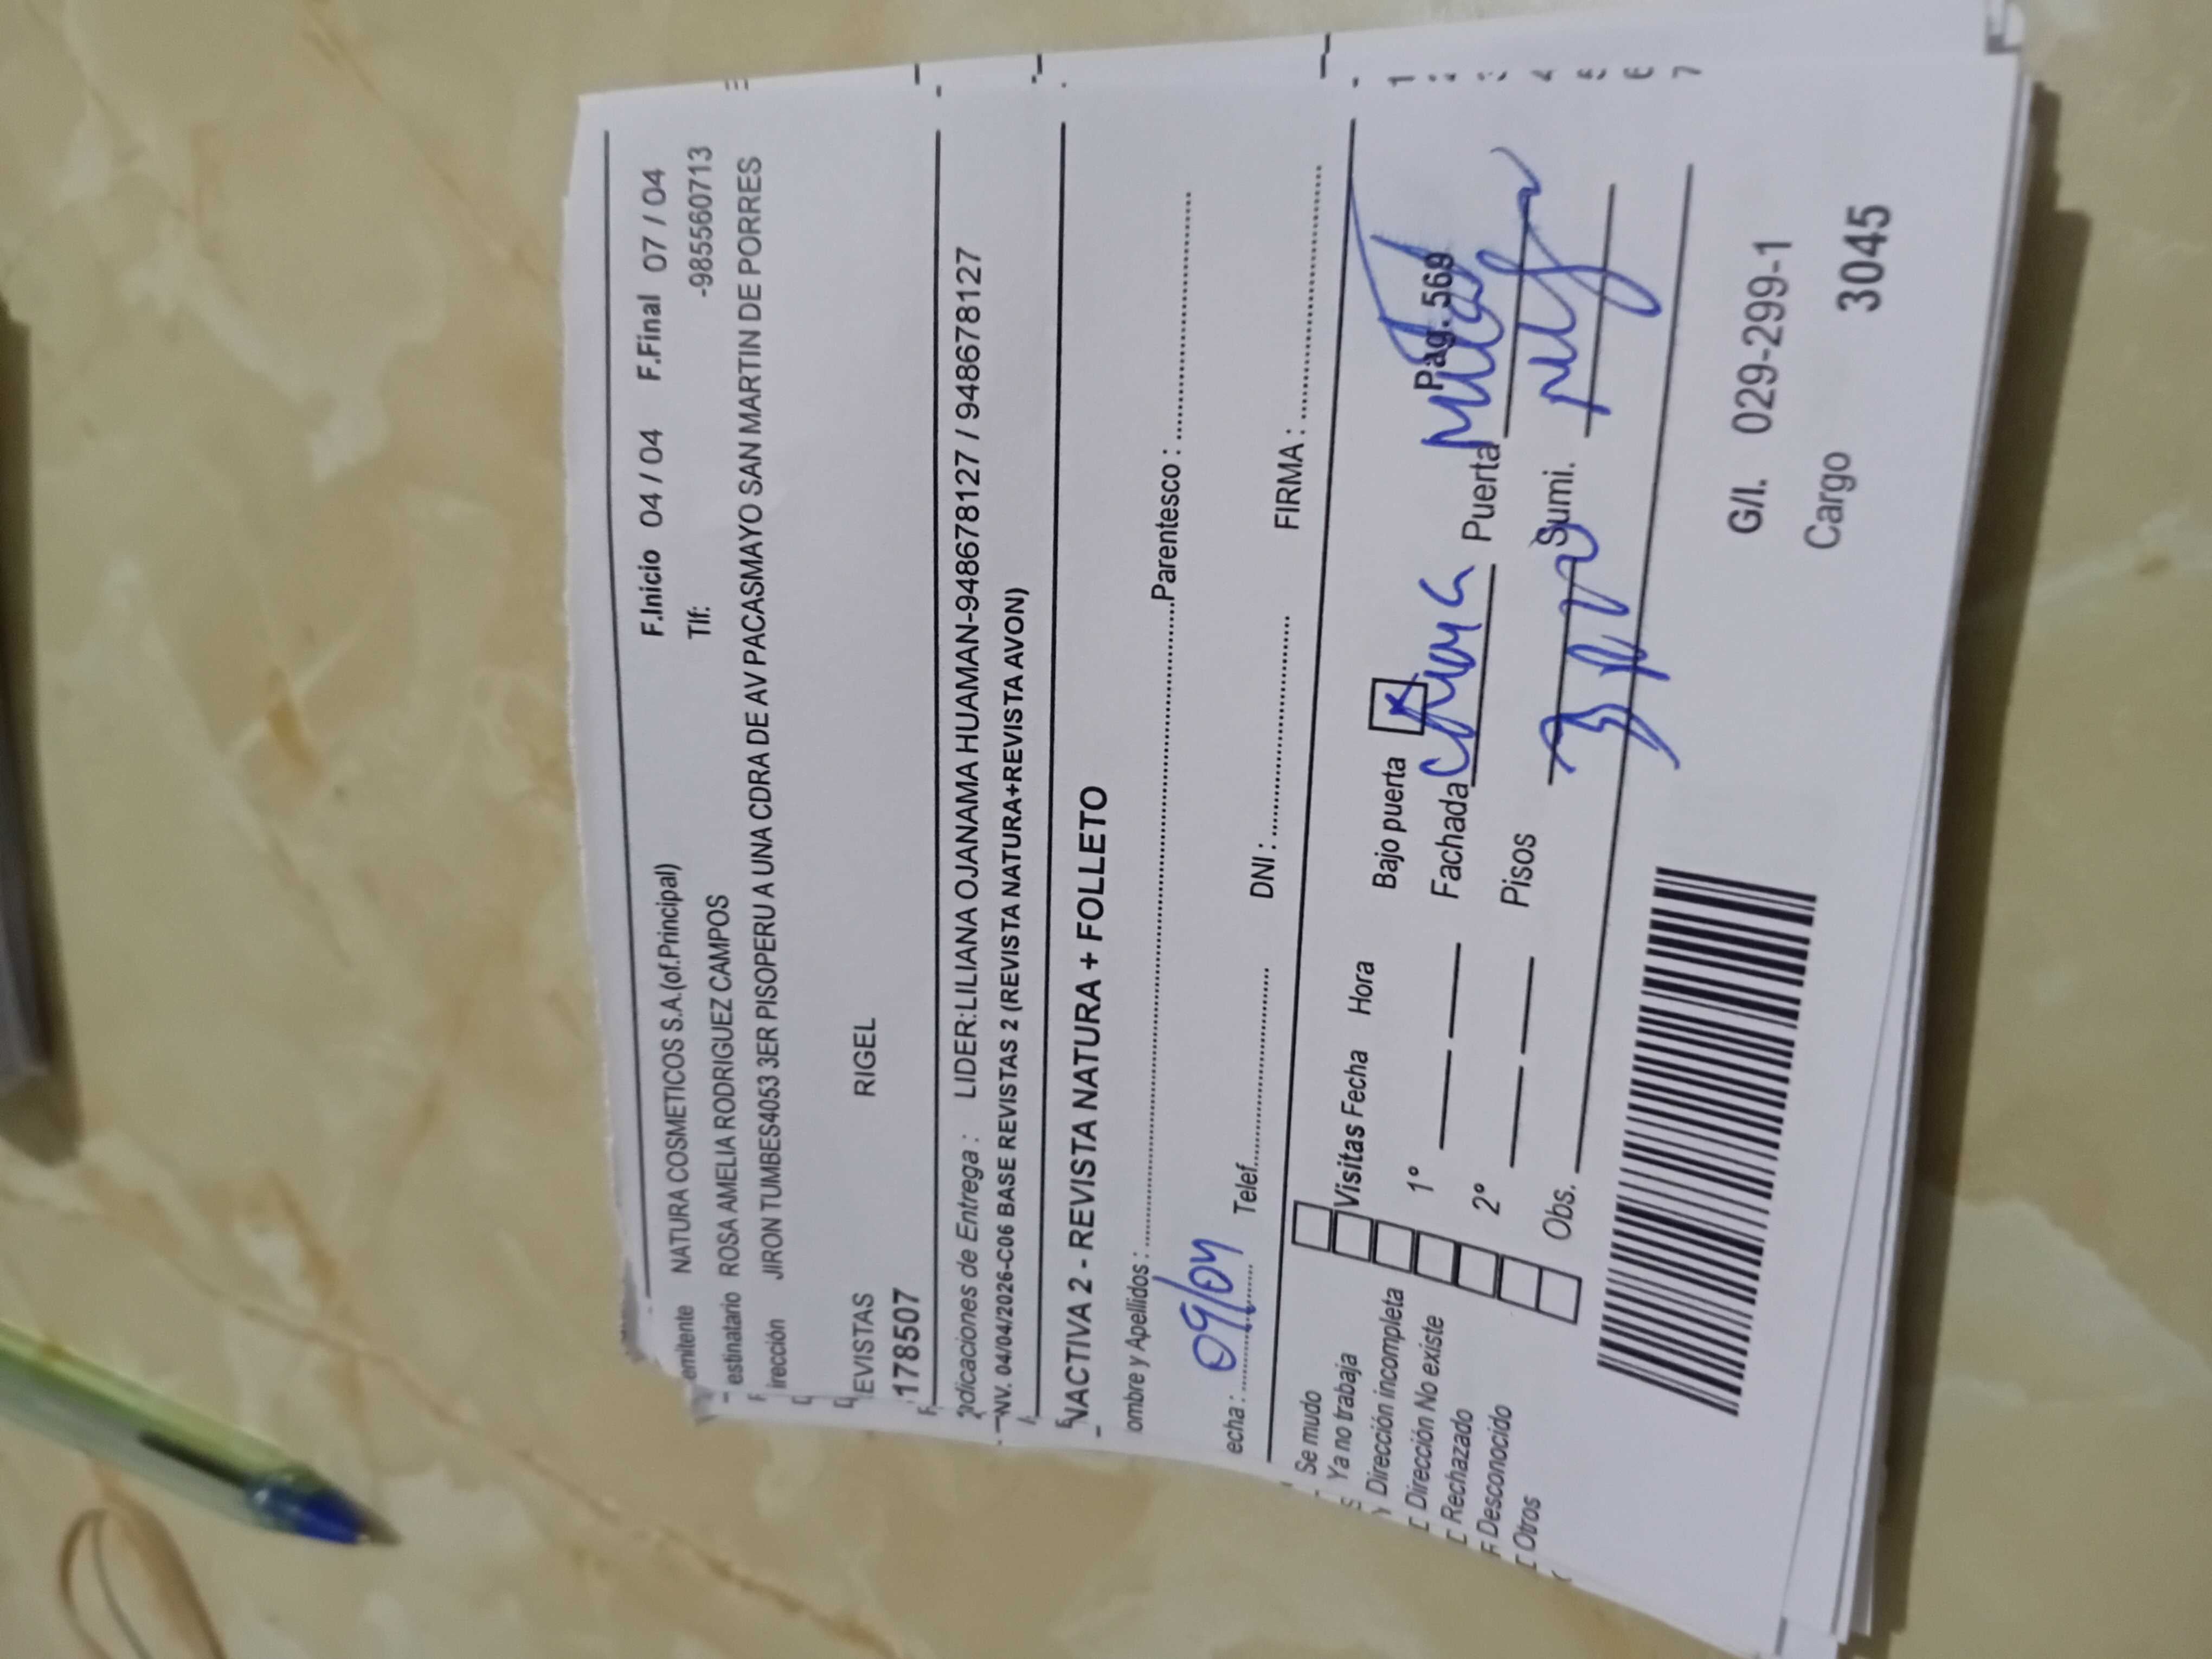 emitente NATURA COSMETICOS S.A.(of.Principal) F.Inicio 04 / 04 F.Final 07 / 04
estinatario ROSA AMELIA RODRIGUEZ CAMPOS Tlf: -985560713
irección JIRON TUMBES4053 3ER PISOPERU A UNA CDRA DE AV PACASMAYO SAN MARTIN DE PORRES
EVISTAS RIGEL
178507
ndicaciones de Entrega : LIDER:LILIANA OJANAMA HUAMAN-948678127 / 948678127
NV. 04/04/2026-C06 BASE REVISTAS 2 (REVISTA NATURA+REVISTA AVON)
NACTIVA 2 - REVISTA NATURA + FOLLETO
ombre y Apellidos : Parentesco :
echa : 09/04 Telef. DNI : FIRMA :
Se mudo
Ya no trabaja
Dirección incompleta
Dirección No existe
Rechazado
Desconocido
Otros
Visitas Fecha Hora Bajo puerta
1º Fachada Puerta Pag. 569
2º Pisos 3 Sumi.
Obs.
G/I. 029-299-1
Cargo 3045